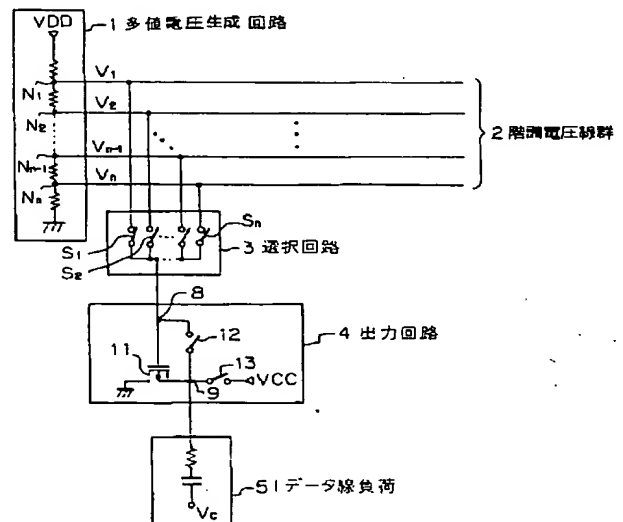 VDD
1 多値電圧生成回路
V1
N1
V2
N2
Vn-1
Nn-1
Vn
Nn
2 階調電圧線群
S1
S2
Sn
3 選択回路
8
12
4 出力回路
11
13
VCC
9
51 データ線負荷
Vc